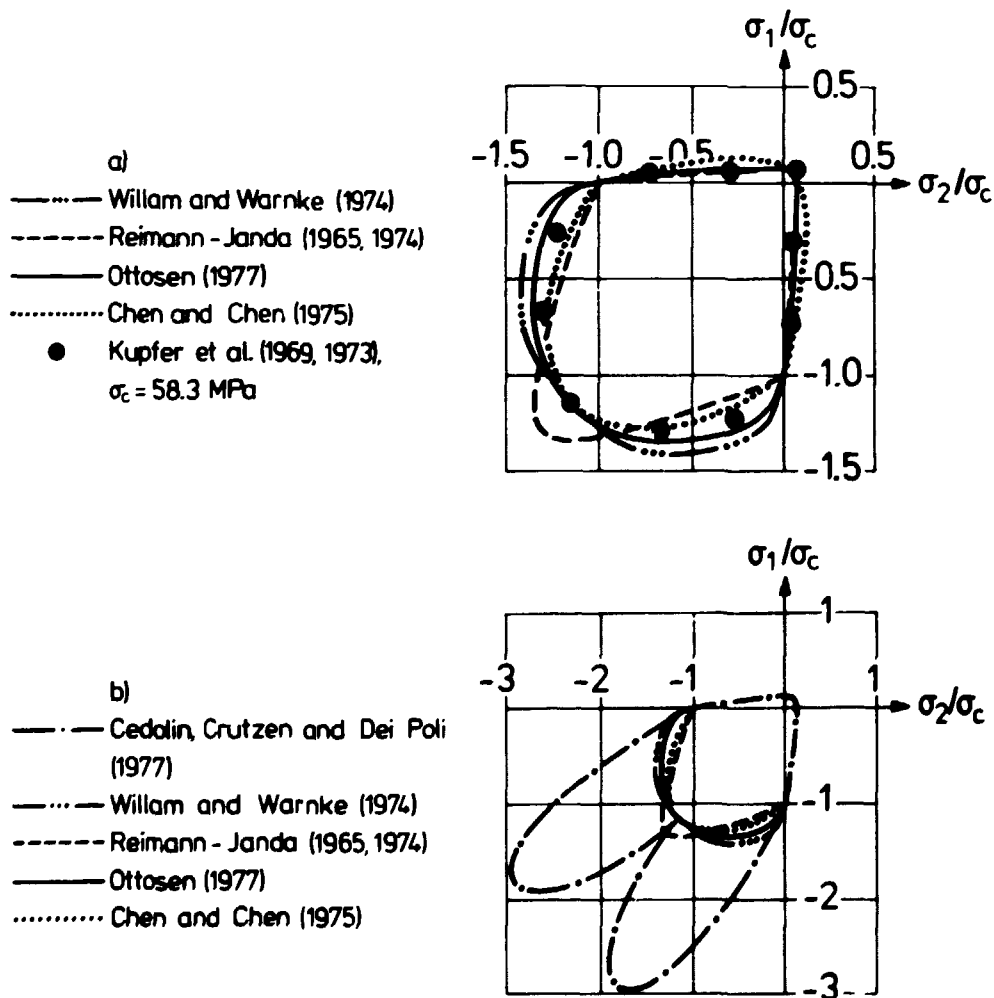 σ₁/σc
0.5
-1.5 -1.0 -0.5 0.5
σ₂/σc
0.5
-1.0
-1.5
a)
Willam and Warnke (1974)
Reimann-Janda (1965, 1974)
Ottosen (1977)
Chen and Chen (1975)
Kupfer et al. (1969, 1973),
σc = 58.3 MPa
σ₁/σc
1
-3 -2 -1 1
σ₂/σc
-1
-2
-3
b)
Cedolin, Crutzen and Dei Poli
(1977)
Willam and Warnke (1974)
Reimann-Janda (1965, 1974)
Ottosen (1977)
Chen and Chen (1975)